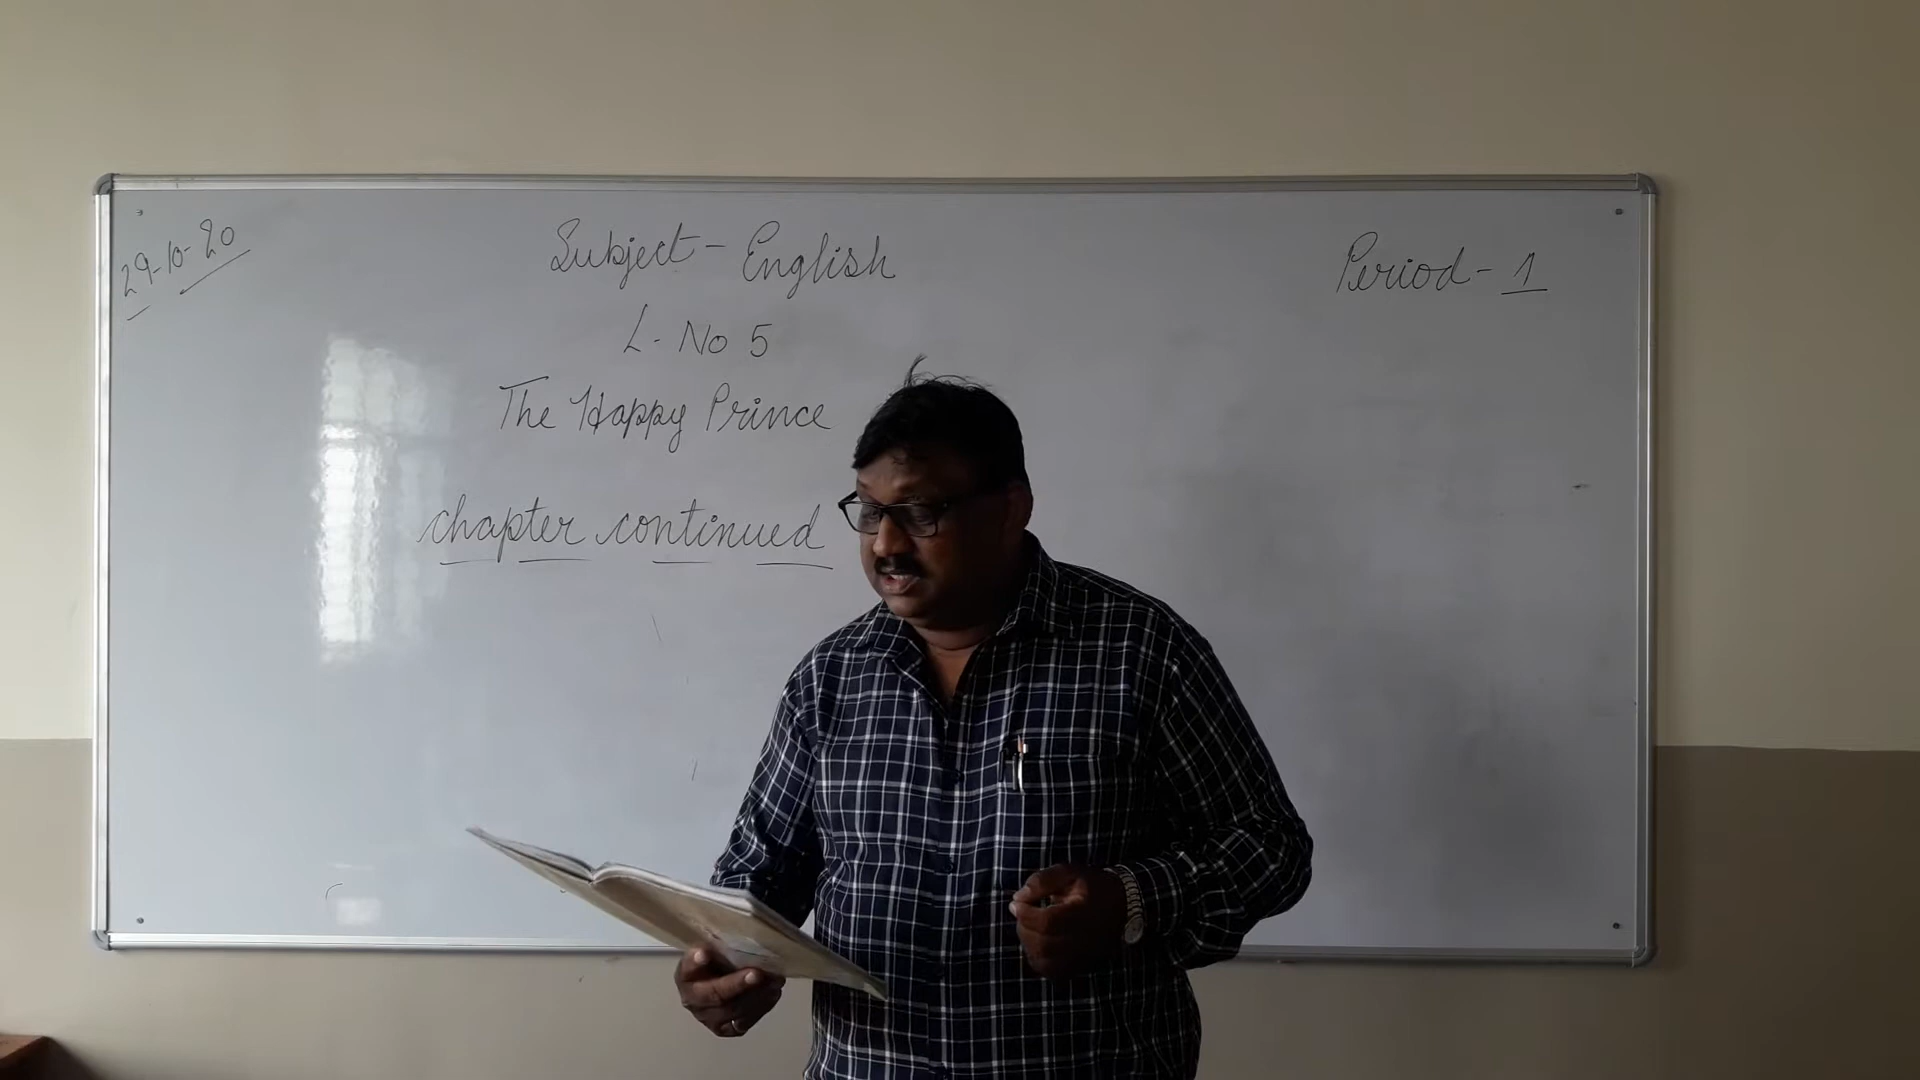 29-10-20
Subject - English
Period - 1
L. No 5
The Happy Prince
chapter continued